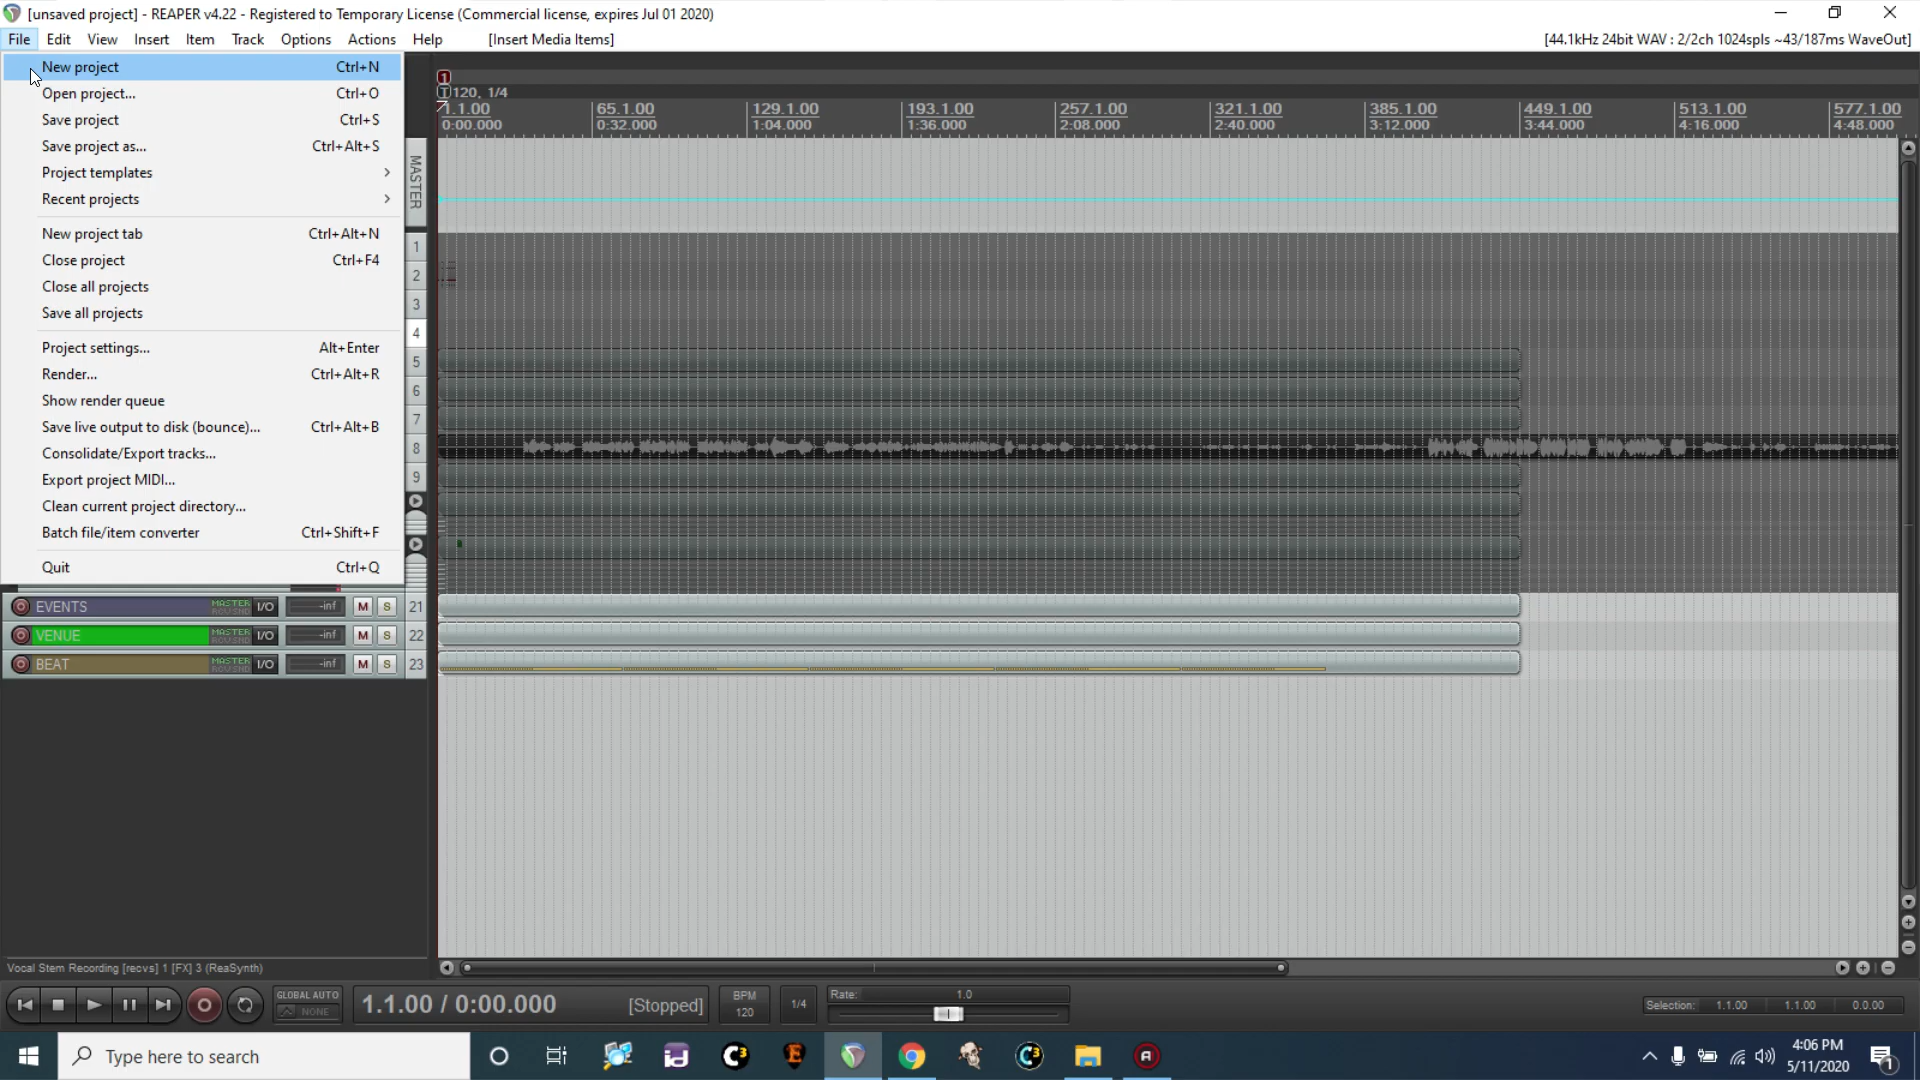 [unsaved project] - REAPER v4.22 - Registered to Temporary License (Commercial license, expires Jul 01 2020)
File Edit View Insert Item Track Options Actions Help [Insert Media Items] [44.1kHz 24bit WAV : 2/2ch 1024spls ~43/187ms WaveOut]
New project Ctrl+N
Open project... Ctrl+O
Save project Ctrl+S
Save project as... Ctrl+Alt+S
Project templates
Recent projects
New project tab Ctrl+Alt+N
Close project Ctrl+F4
Close all projects
Save all projects
Project settings... Alt+Enter
Render... Ctrl+Alt+R
Show render queue
Save live output to disk (bounce)... Ctrl+Alt+B
Consolidate/Export tracks...
Export project MIDI...
Clean current project directory...
Batch file/item converter Ctrl+Shift+F
Quit Ctrl+Q
1
120, 1/4
1.1.00 65.1.00 129.1.00 193.1.00 257.1.00 321.1.00 385.1.00 449.1.00 513.1.00 577.1.00
0:00.000 0:32.000 1:04.000 1:36.000 2:08.000 2:40.000 3:12.000 3:44.000 4:16.000 4:48.000
MASTER
1
2
3
4
5
6
7
8
9
EVENTS MASTER I/O -inf M S 21
VENUE MASTER I/O -inf M S 22
BEAT MASTER I/O -inf M S 23
Vocal Stem Recording [recvs] 1 [FX] 3 (ReaSynth)
GLOBAL AUTO
NONE
1.1.00 / 0:00.000 [Stopped]
BPM
120
1/4
Rate: 1.0
Selection: 1.1.00 1.1.00 0.0.00
Type here to search
4:06 PM
5/11/2020
1